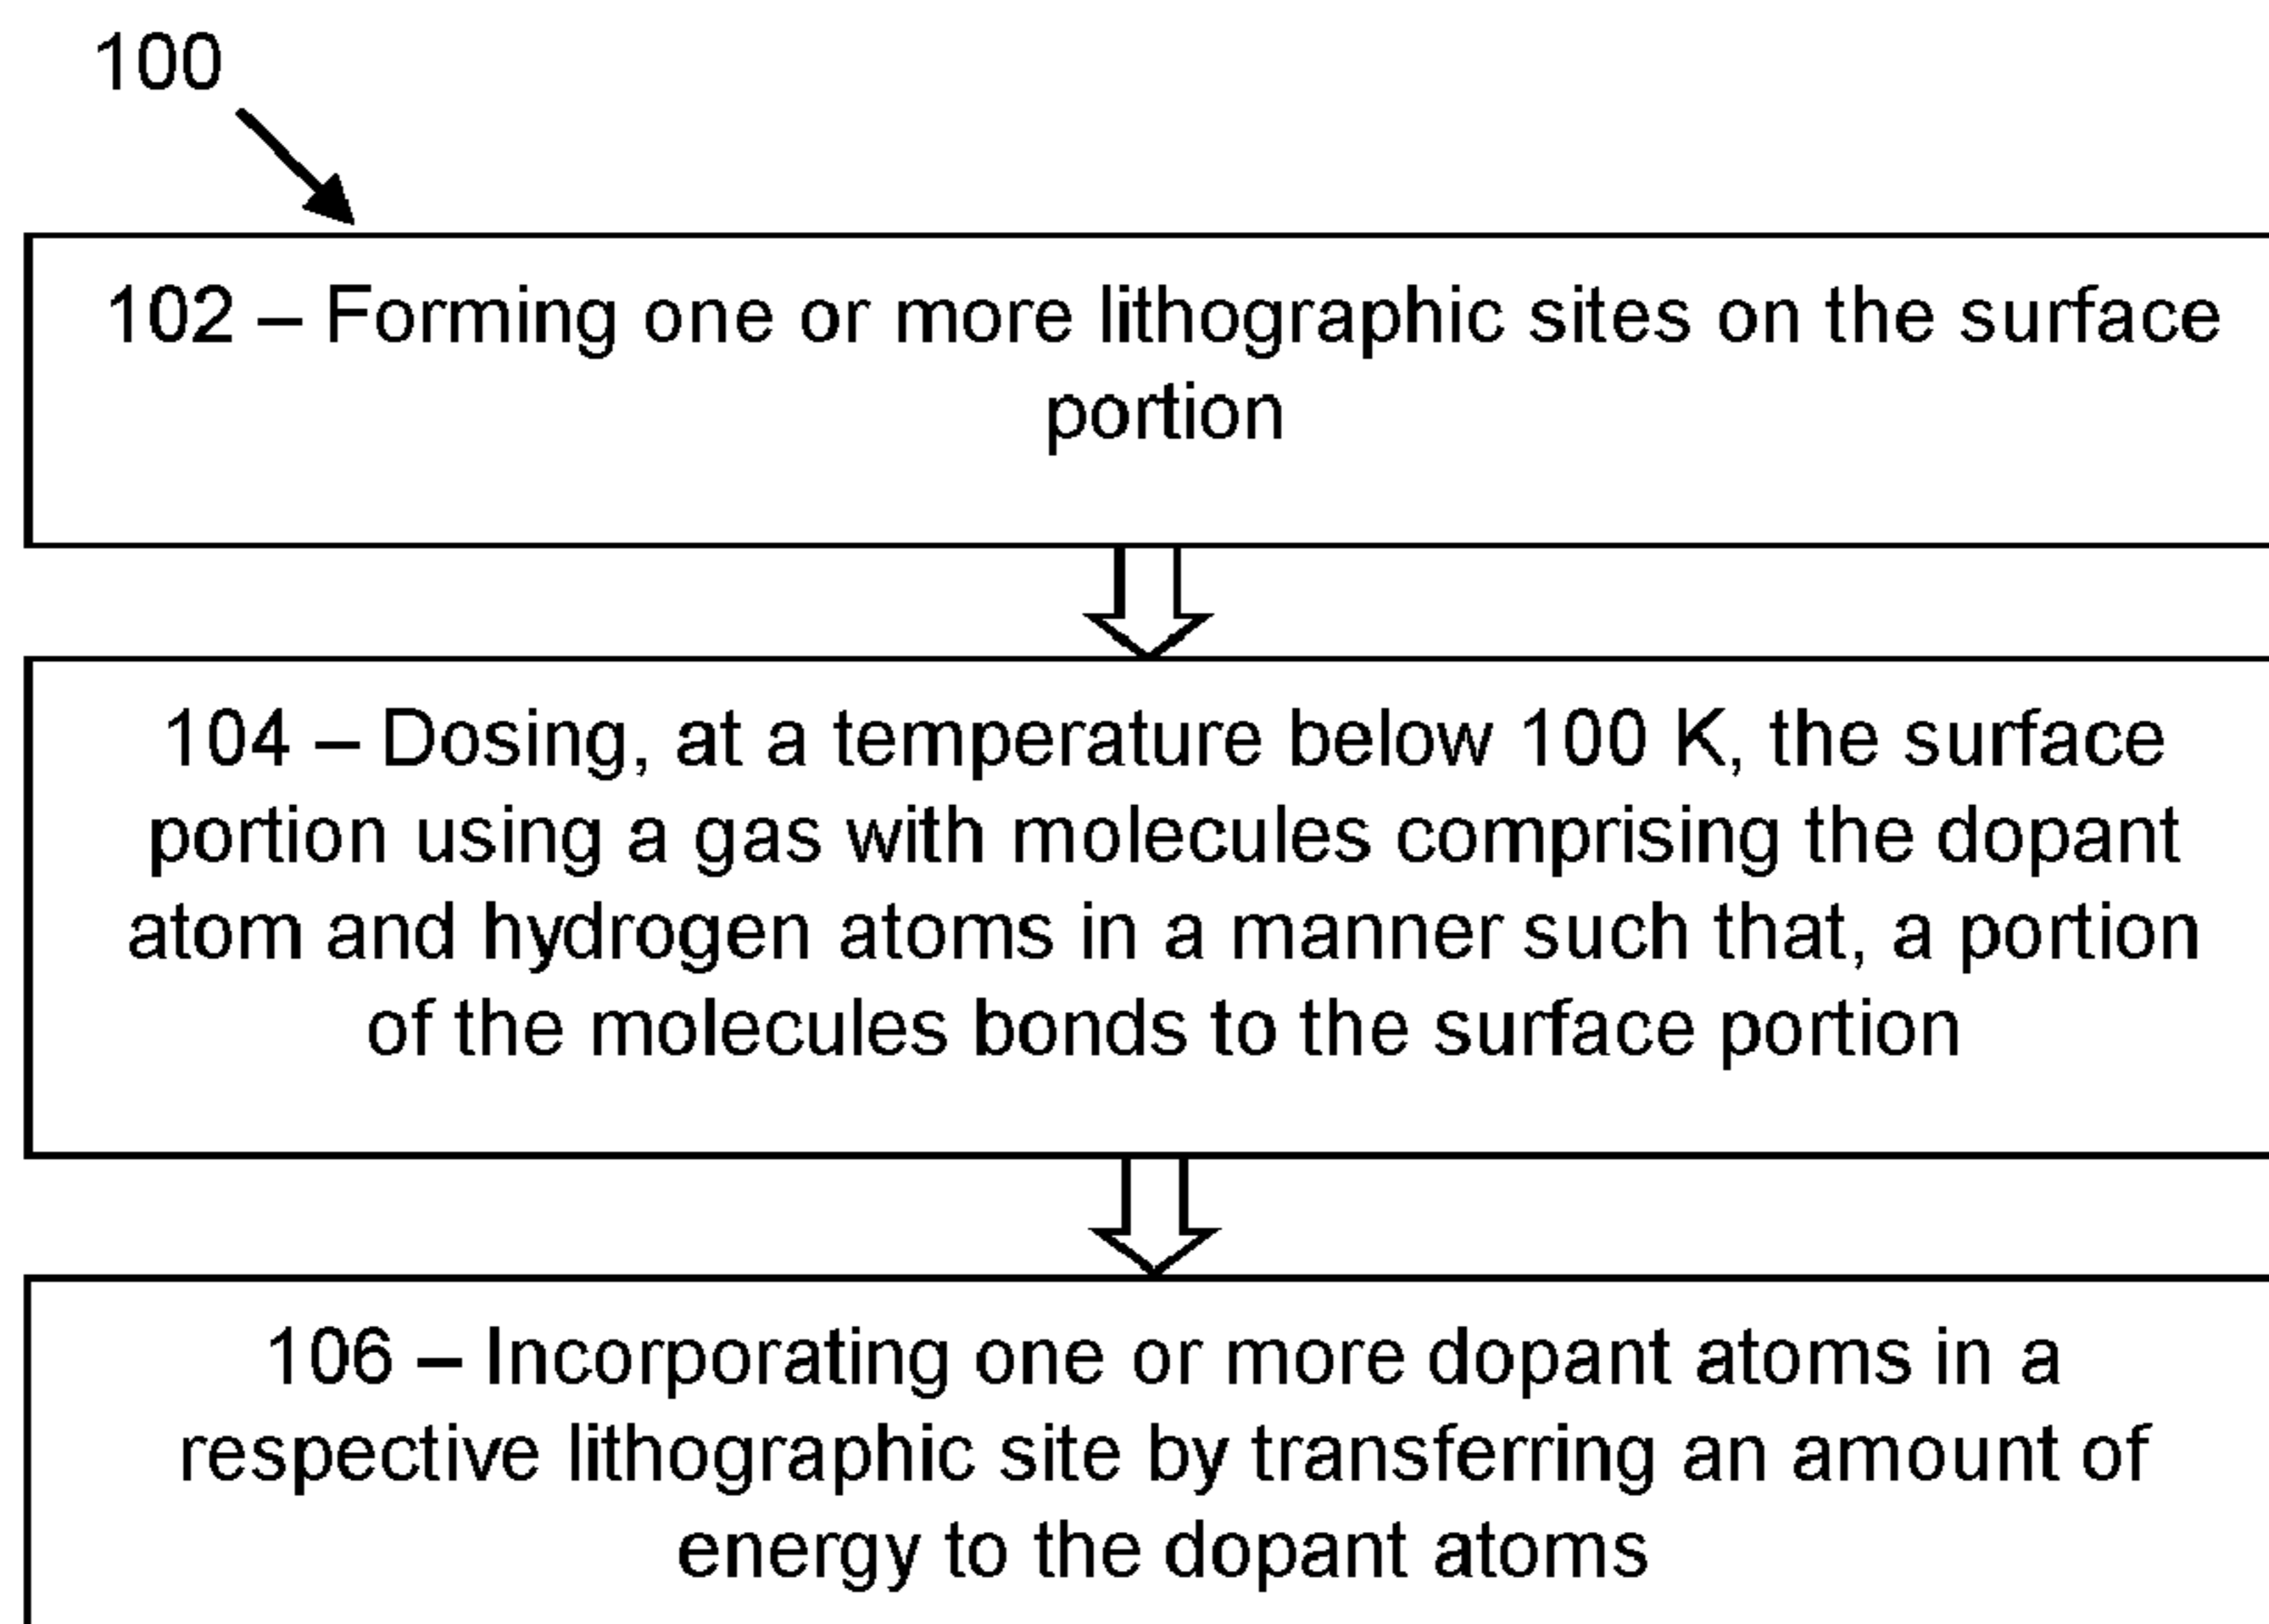 100
102 – Forming one or more lithographic sites on the surface
portion
104 – Dosing, at a temperature below 100 K, the surface
portion using a gas with molecules comprising the dopant
atom and hydrogen atoms in a manner such that, a portion
of the molecules bonds to the surface portion
106 – Incorporating one or more dopant atoms in a
respective lithographic site by transferring an amount of
energy to the dopant atoms